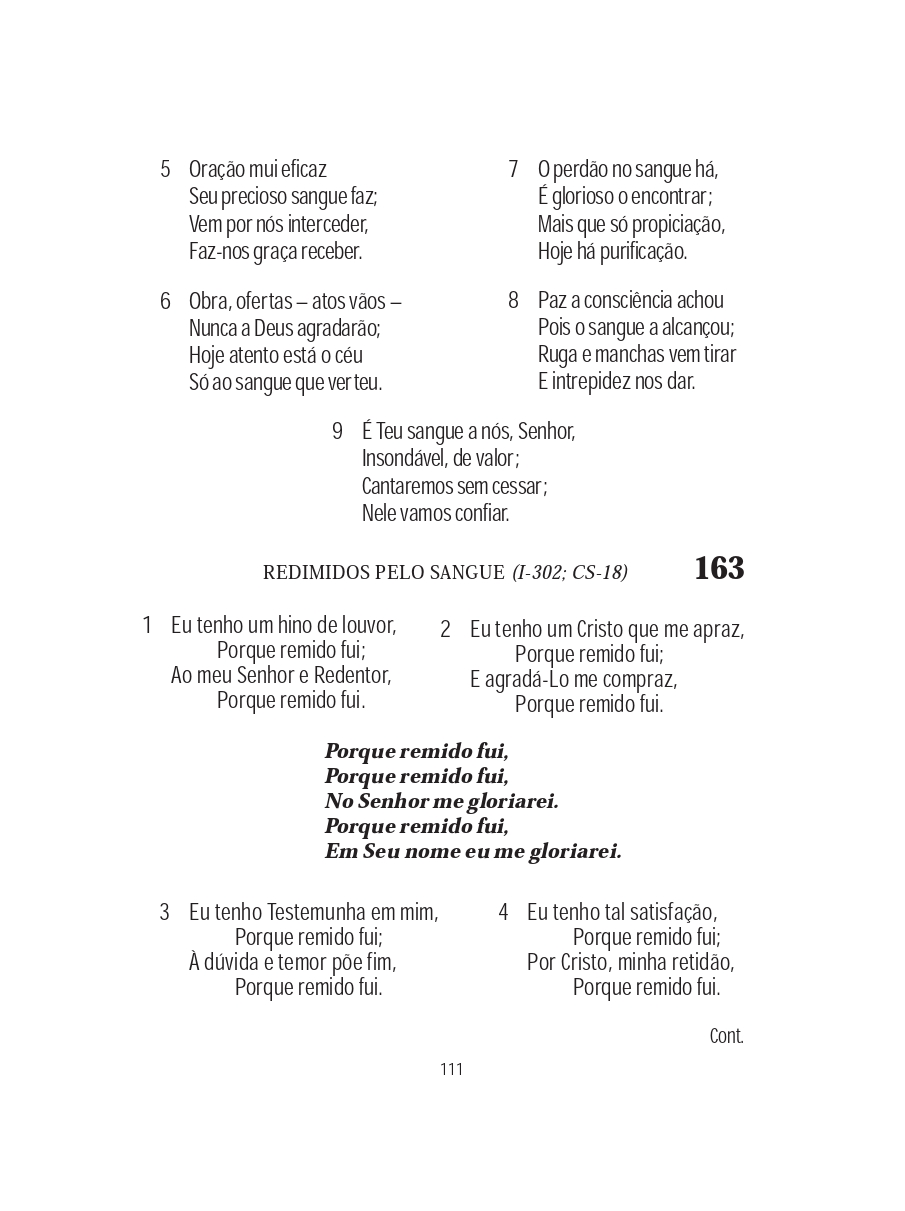 5 Oração mui eficaz
Seu precioso sangue faz;
Vem por nós interceder,
Faz-nos graça receber.
6 Obra, ofertas – atos vãos –
Nunca a Deus agradarão;
Hoje atento está o céu
Só ao sangue que verteu.
7 O perdão no sangue há,
É glorioso o encontrar;
Mais que só propiciação,
Hoje há purificação.
8 Paz a consciência achou
Pois o sangue a alcançou;
Ruga e manchas vem tirar
E intrepidez nos dar.
9 É Teu sangue a nós, Senhor,
Insondável, de valor;
Cantaremos sem cessar;
Nele vamos confiar.
REDIMIDOS PELO SANGUE (I-302; CS-18) 163
1 Eu tenho um hino de louvor,
Porque remido fui;
Ao meu Senhor e Redentor,
Porque remido fui.
2 Eu tenho um Cristo que me apraz,
Porque remido fui;
E agradá-Lo me compraz,
Porque remido fui.
Porque remido fui,
Porque remido fui,
No Senhor me gloriarei.
Porque remido fui,
Em Seu nome eu me gloriarei.
3 Eu tenho Testemunha em mim,
Porque remido fui;
À dúvida e temor põe fim,
Porque remido fui.
4 Eu tenho tal satisfação,
Porque remido fui;
Por Cristo, minha retidão,
Porque remido fui.
Cont.
111